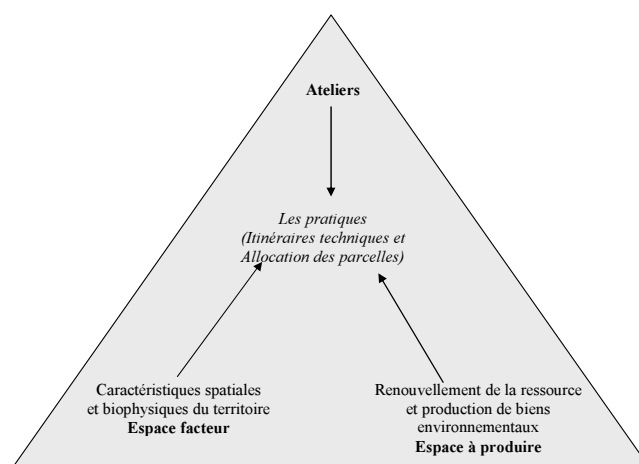 Ateliers
Les pratiques
(Itinéraires techniques et
Allocation des parcelles)
Caractéristiques spatiales
et biophysiques du territoire
Espace facteur
Renouvellement de la ressource
et production de biens
environnementaux
Espace à produire